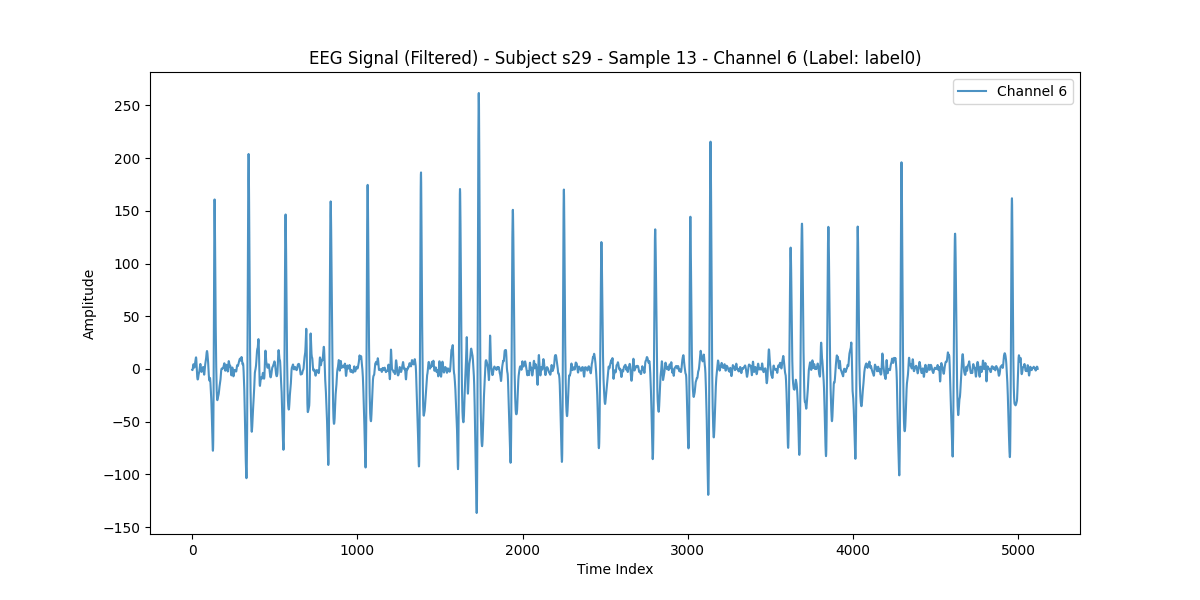 EEG Signal (Filtered) - Subject s29 - Sample 13 - Channel 6 (Label: label0)
Channel 6
250
200
150
100
50
0
−50
−100
−150
Amplitude
0 1000 2000 3000 4000 5000
Time Index